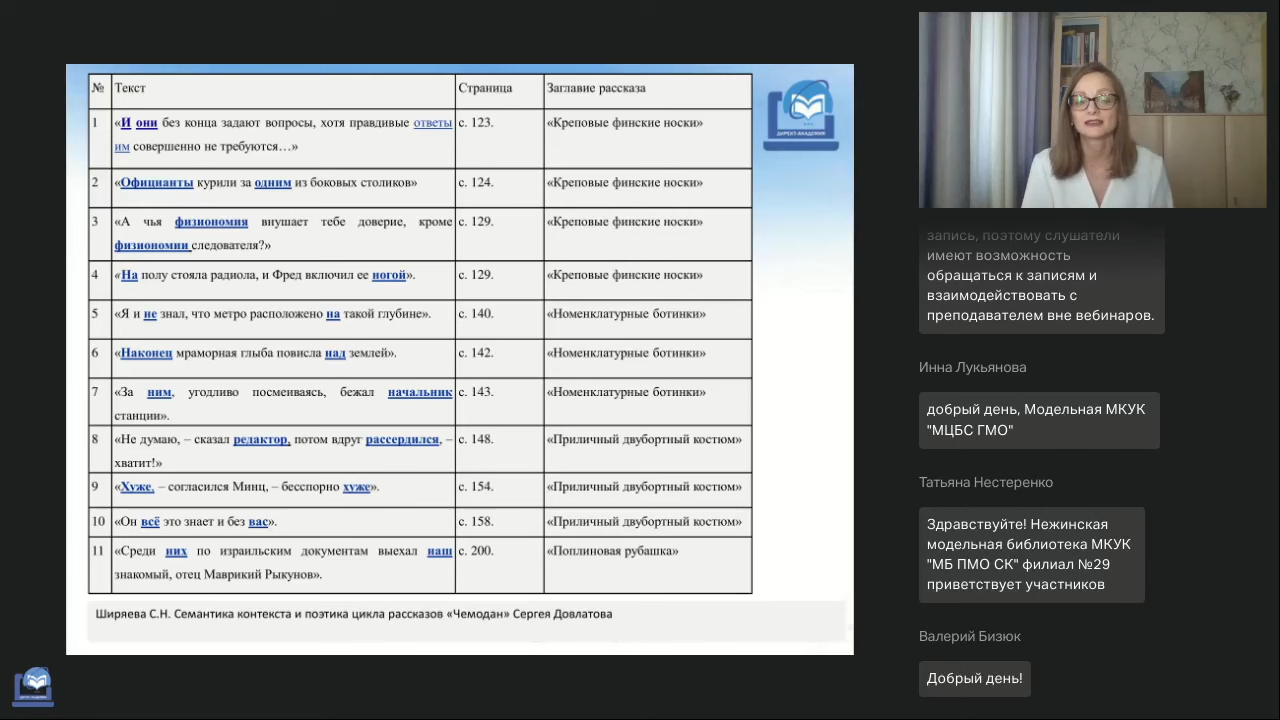 № Текст Страница Заглавие рассказа
1 «И они без конца задают вопросы, хотя правдивые ответы с. 123. «Креповые финские носки»
им совершенно не требуются…»
2 «Официанты курили за одним из боковых столиков» с. 124. «Креповые финские носки»
3 «А чья физиономия внушает тебе доверие, кроме с. 129. «Креповые финские носки»
физиономии следователя?»
4 «На полу стояла радиола, и Фред включил ее ногой». с. 129. «Креповые финские носки»
5 «Я и не знал, что метро расположено на такой глубине». с. 140. «Номенклатурные ботинки»
6 «Наконец мраморная глыба повисла над землей». с. 142. «Номенклатурные ботинки»
7 «За ним, угодливо посмеиваясь, бежал начальник с. 143. «Номенклатурные ботинки»
станции».
8 «Не думаю, – сказал редактор, потом вдруг рассердился, – с. 148. «Приличный двубортный костюм»
хватит!»
9 «Хуже, – согласился Минц, – бесспорно хуже». с. 154. «Приличный двубортный костюм»
10 «Он всё это знает и без вас». с. 158. «Приличный двубортный костюм»
11 «Среди них по израильским документам выехал наш с. 200. «Поплиновая рубашка»
знакомый, отец Маврикий Рыкунов».
Ширяева С.Н. Семантика контекста и поэтика цикла рассказов «Чемодан» Сергея Довлатова
ДИРЕКТ-АКАДЕМИЯ
запись, поэтому слушатели
имеют возможность
обращаться к записям и
взаимодействовать с
преподавателем вне вебинаров.
Инна Лукьянова
добрый день, Модельная МКУК
"МЦБС ГМО"
Татьяна Нестеренко
Здравствуйте! Нежинская
модельная библиотека МКУК
"МБ ПМО СК" филиал №29
приветствует участников
Валерий Бизюк
Добрый день!